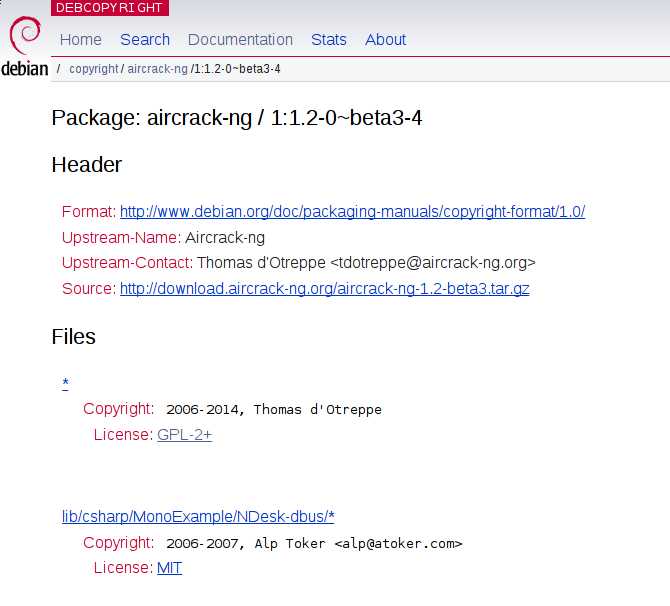 DEBCOPYRIGHT
Home Search Documentation Stats About
debian / copyright / aircrack-ng /1:1.2-0~beta3-4
Package: aircrack-ng / 1:1.2-0~beta3-4
Header
Format: http://www.debian.org/doc/packaging-manuals/copyright-format/1.0/
Upstream-Name: Aircrack-ng
Upstream-Contact: Thomas d'Otreppe <tdotreppe@aircrack-ng.org>
Source: http://download.aircrack-ng.org/aircrack-ng-1.2-beta3.tar.gz
Files
*
Copyright: 2006-2014, Thomas d'Otreppe
License: GPL-2+
lib/csharp/MonoExample/NDesk-dbus/*
Copyright: 2006-2007, Alp Toker <alp@atoker.com>
License: MIT